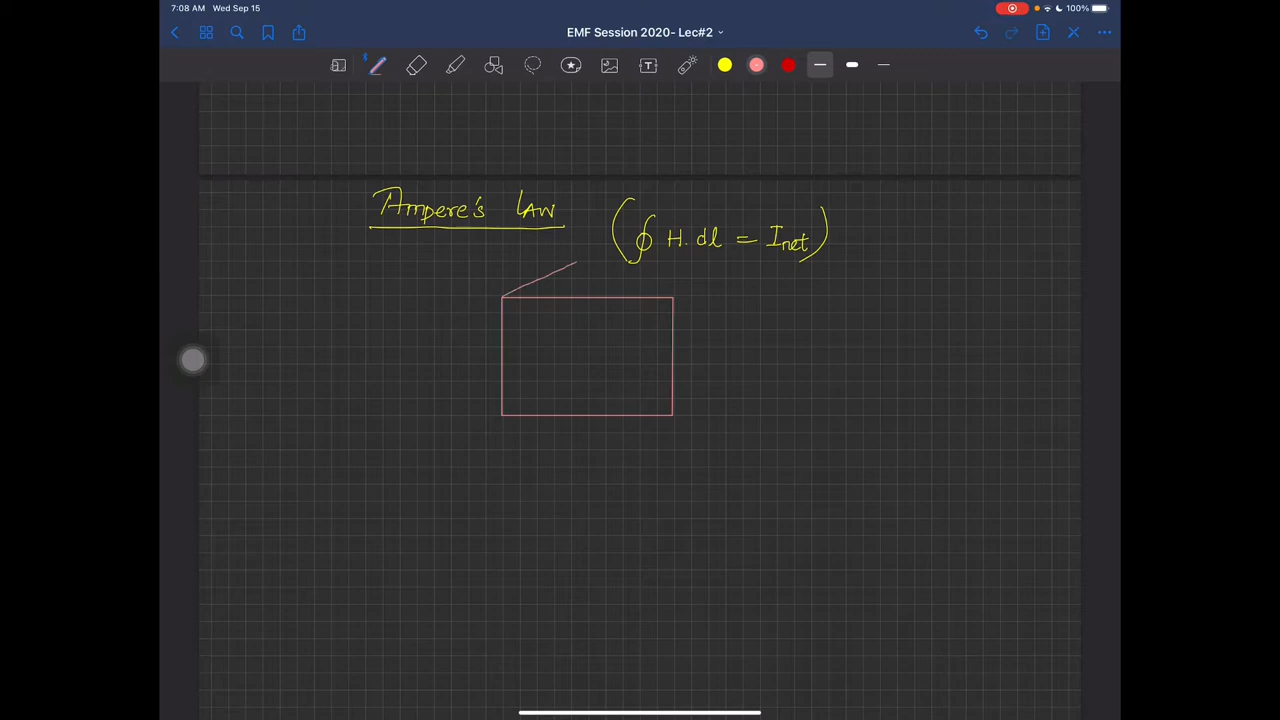 7:08 AM Wed Sep 15
100%
EMF Session 2020- Lec#2
Ampere's LAW
(∮ H. dl = Inet)